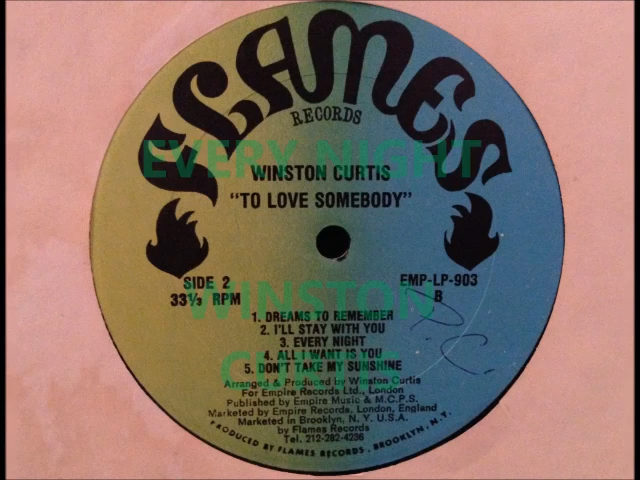 FLAMES
RECORDS
EVERY NIGHT
WINSTON CURTIS
"TO LOVE SOMEBODY"
SIDE 2
33⅓ RPM
EMP-LP-903
B
WINSTON
P.C.
1. DREAMS TO REMEMBER
2. I'LL STAY WITH YOU
3. EVERY NIGHT
4. ALL I WANT IS YOU
5. DON'T TAKE MY SUNSHINE
Arranged & Produced by Winston Curtis
For Empire Records Ltd., London
Published by Empire Music & M.C.P.S.
Marketed by Empire Records, London, England
Marketed in Brooklyn, N.Y. U.S.A.
by Flames Records
Tel. 212-282-4236
PRODUCED BY FLAMES RECORDS, BROOKLYN, N.Y.